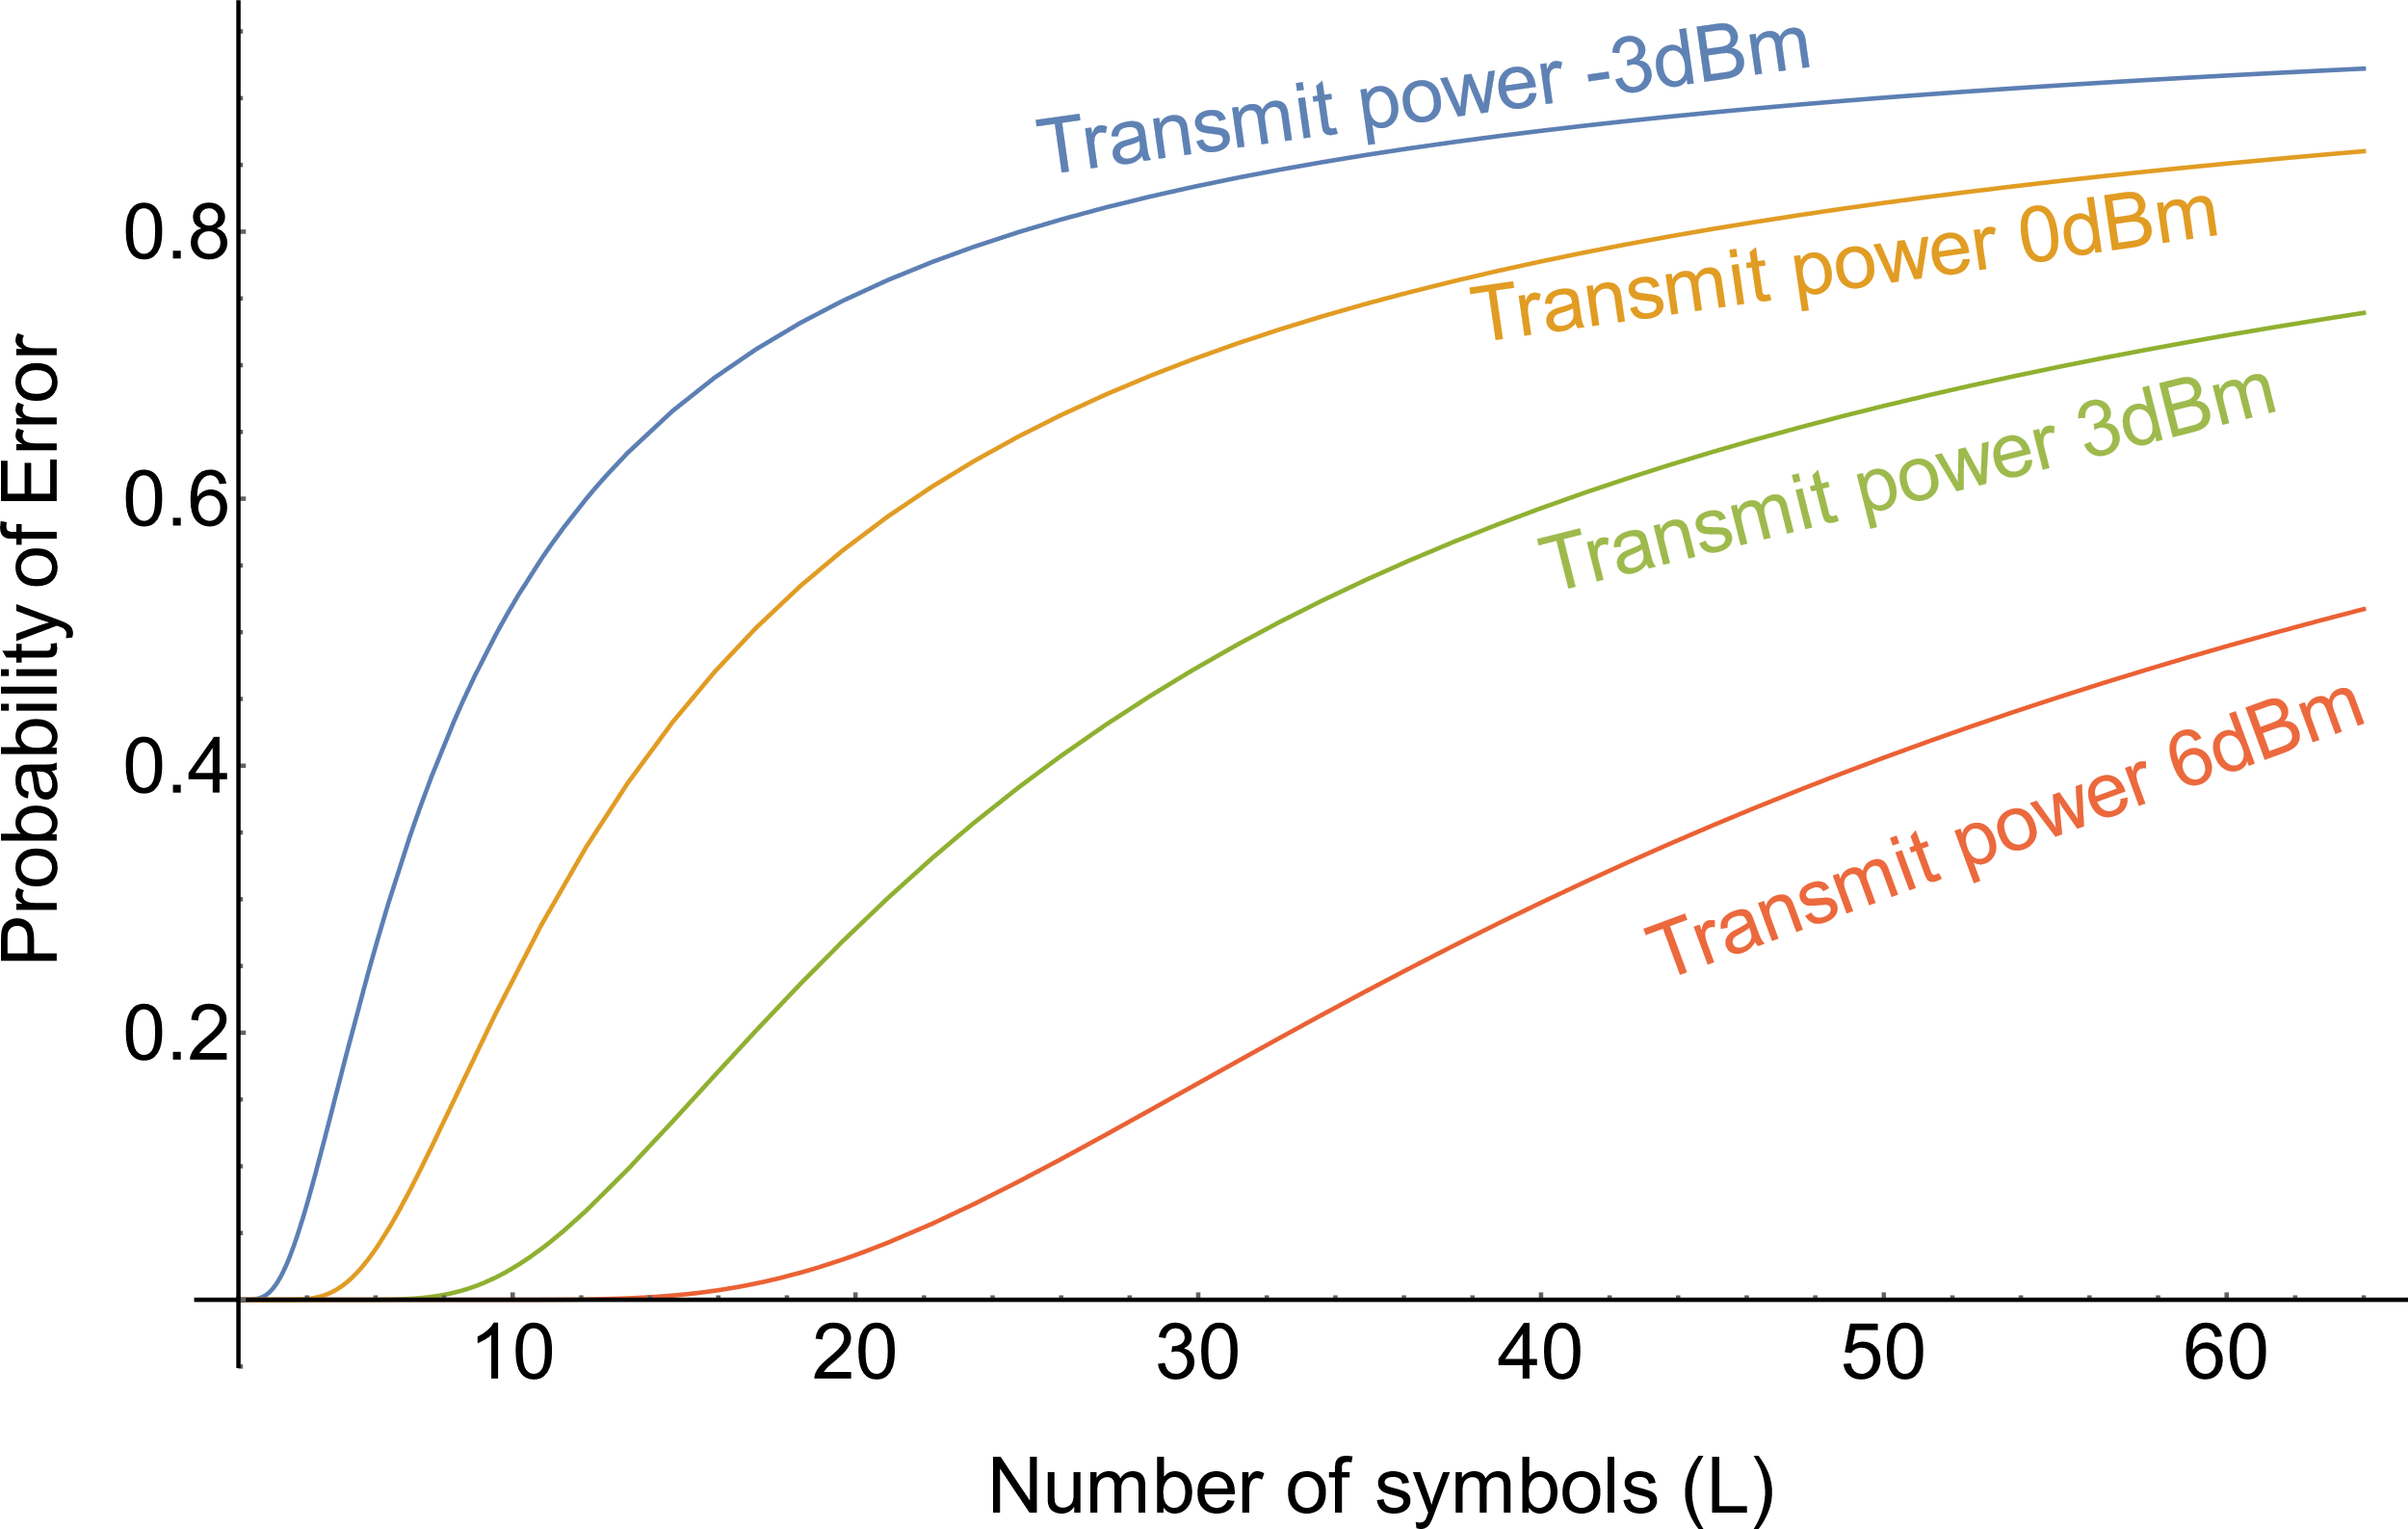 Transmit power -3dBm
Transmit power 0dBm
Transmit power 3dBm
Transmit power 6dBm
Probability of Error
0.8
0.6
0.4
0.2
10 20 30 40 50 60
Number of symbols (L)